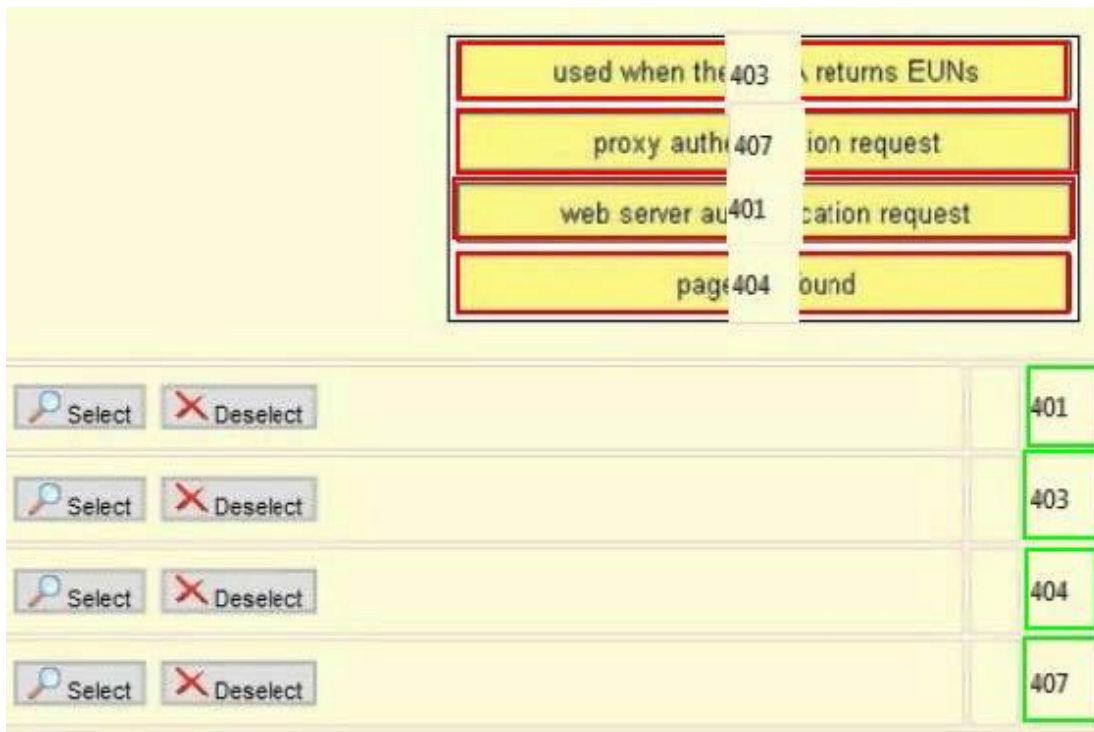 used when the 403 returns EUNs
proxy auth 407 ion request
web server au 401 cation request
page 404 ound
Select Deselect 401
Select Deselect 403
Select Deselect 404
Select Deselect 407